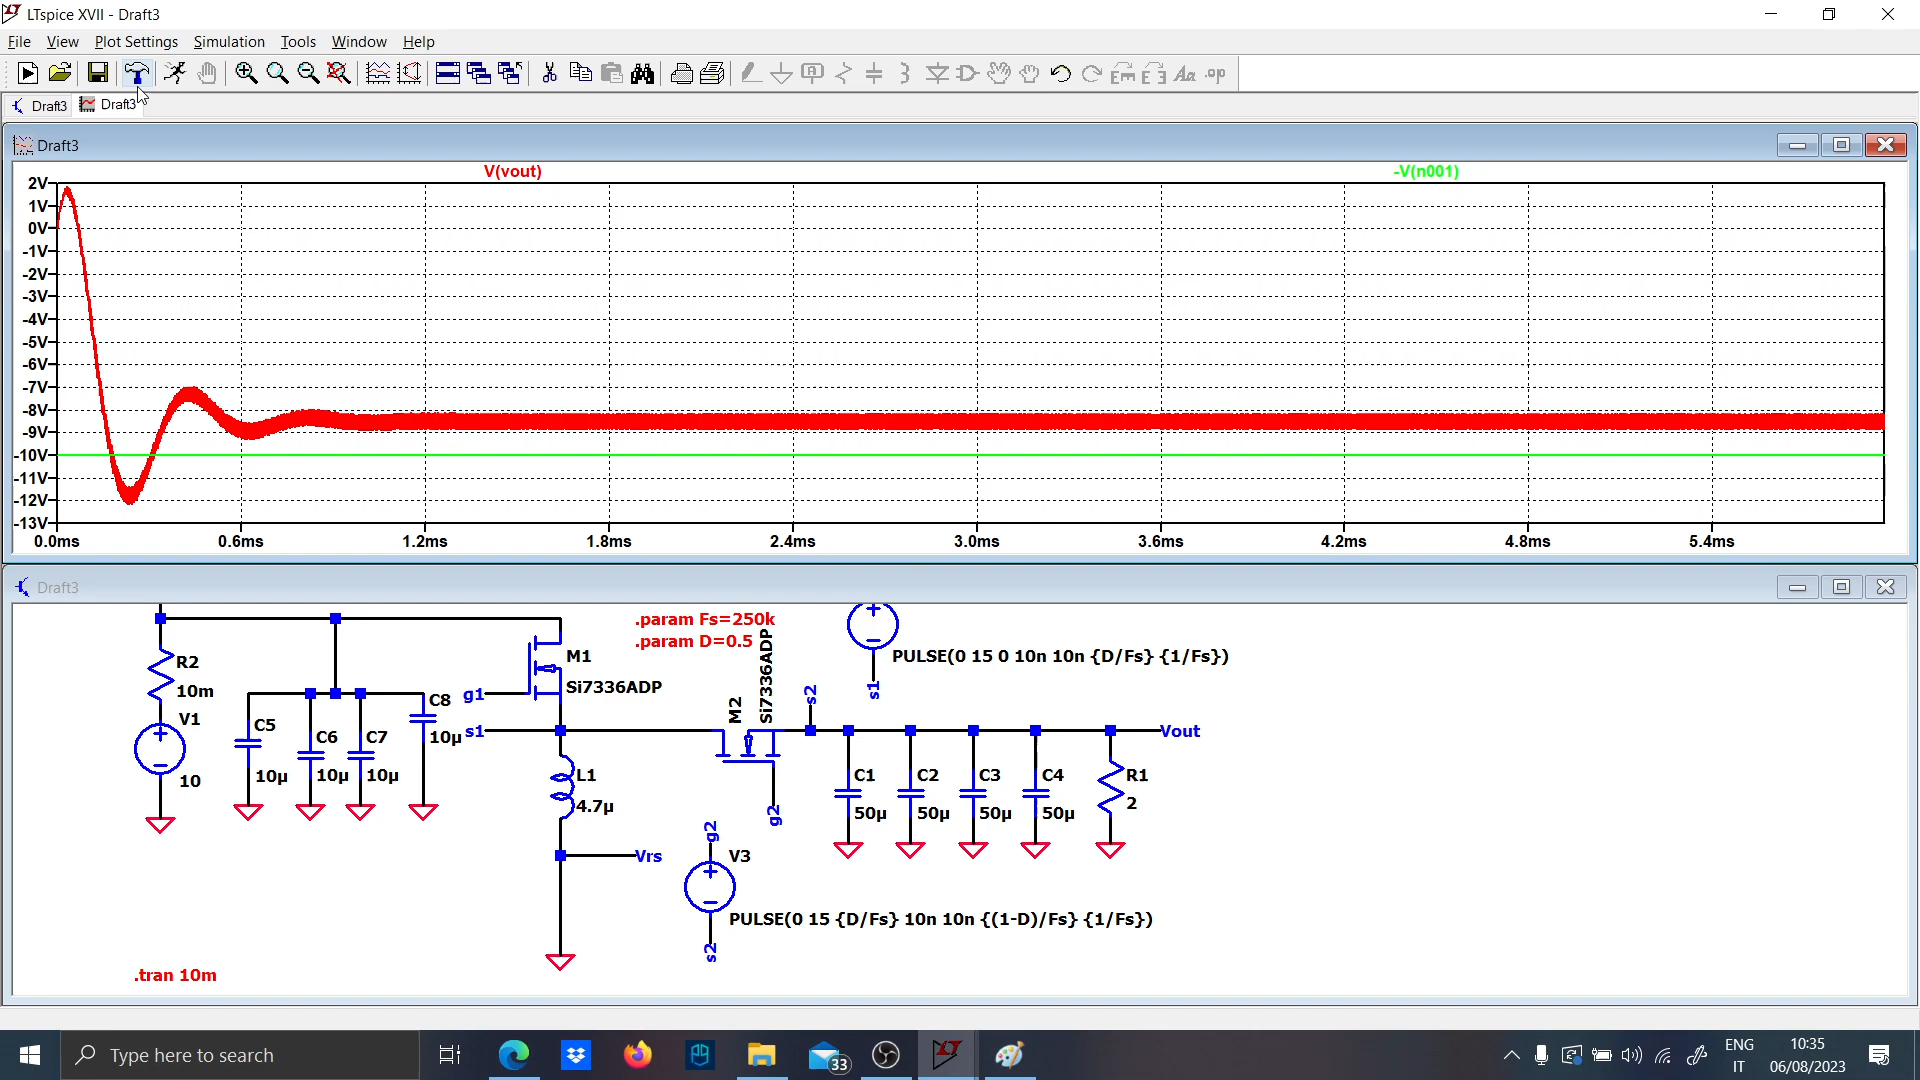 LTspice XVII - Draft3
File View Plot Settings Simulation Tools Window Help
Draft3 Draft3
Draft3
V(vout) -V(n001)
2V
1V
0V
-1V
-2V
-3V
-4V
-5V
-6V
-7V
-8V
-9V
-10V
-11V
-12V
-13V
0.0ms 0.6ms 1.2ms 1.8ms 2.4ms 3.0ms 3.6ms 4.2ms 4.8ms 5.4ms
Draft3
.param Fs=250k
.param D=0.5
PULSE(0 15 0 10n 10n {D/Fs} {1/Fs})
s1
R2
10m
V1
10
C5
10µ
C6
10µ
C7
10µ
C8
10µ
g1
s1
M1
Si7336ADP
M2
Si7336ADP
s2
g2
Vout
L1
4.7µ
Vrs
C1
50µ
C2
50µ
C3
50µ
C4
50µ
R1
2
g2
V3
PULSE(0 15 {D/Fs} 10n 10n {(1-D)/Fs} {1/Fs})
s2
.tran 10m
Type here to search
33
ENG
IT
10:35
06/08/2023